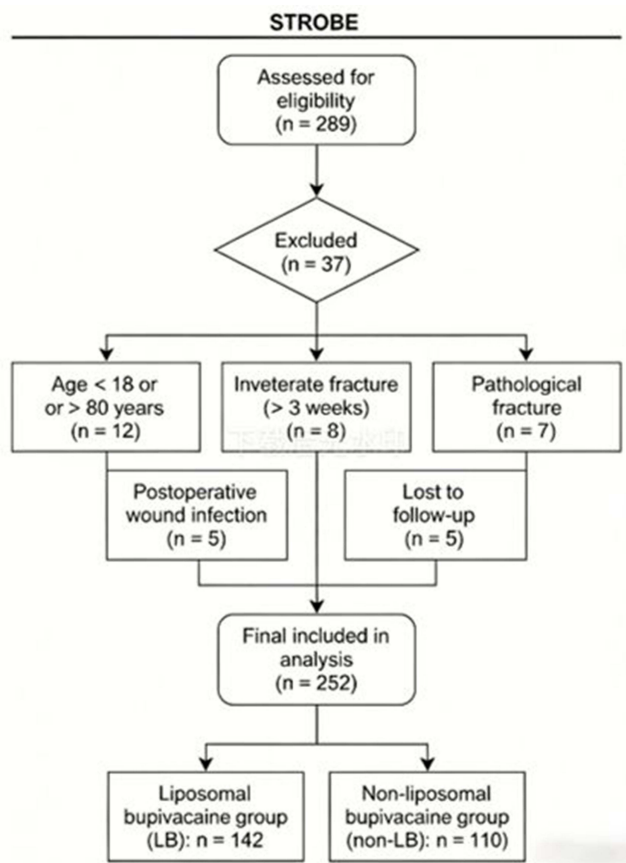 STROBE
Assessed for
eligibility
(n = 289)
Excluded
(n = 37)
Age < 18 or
or > 80 years
(n = 12)
Inveterate fracture
(> 3 weeks)
(n = 8)
Pathological
fracture
(n = 7)
Postoperative
wound infection
(n = 5)
Lost to
follow-up
(n = 5)
Final included in
analysis
(n = 252)
Liposomal
bupivacaine group
(LB): n = 142
Non-liposomal
bupivacaine group
(non-LB): n = 110)